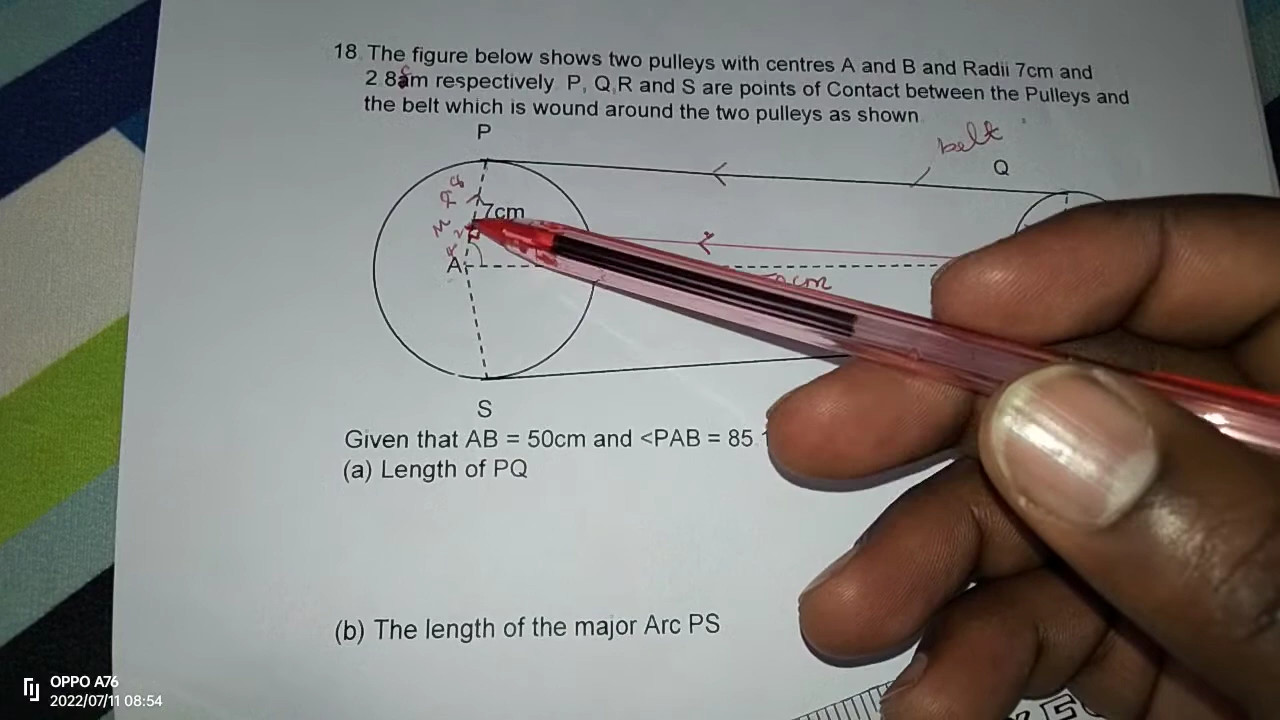 18 The figure below shows two pulleys with centres A and B and Radii 7cm and
2 8cm respectively P, Q,R and S are points of Contact between the Pulleys and
the belt which is wound around the two pulleys as shown
belt
P
Q
7cm
A
cm
S
Given that AB = 50cm and <PAB = 85
(a) Length of PQ
(b) The length of the major Arc PS
OPPO A76
2022/07/11 08:54